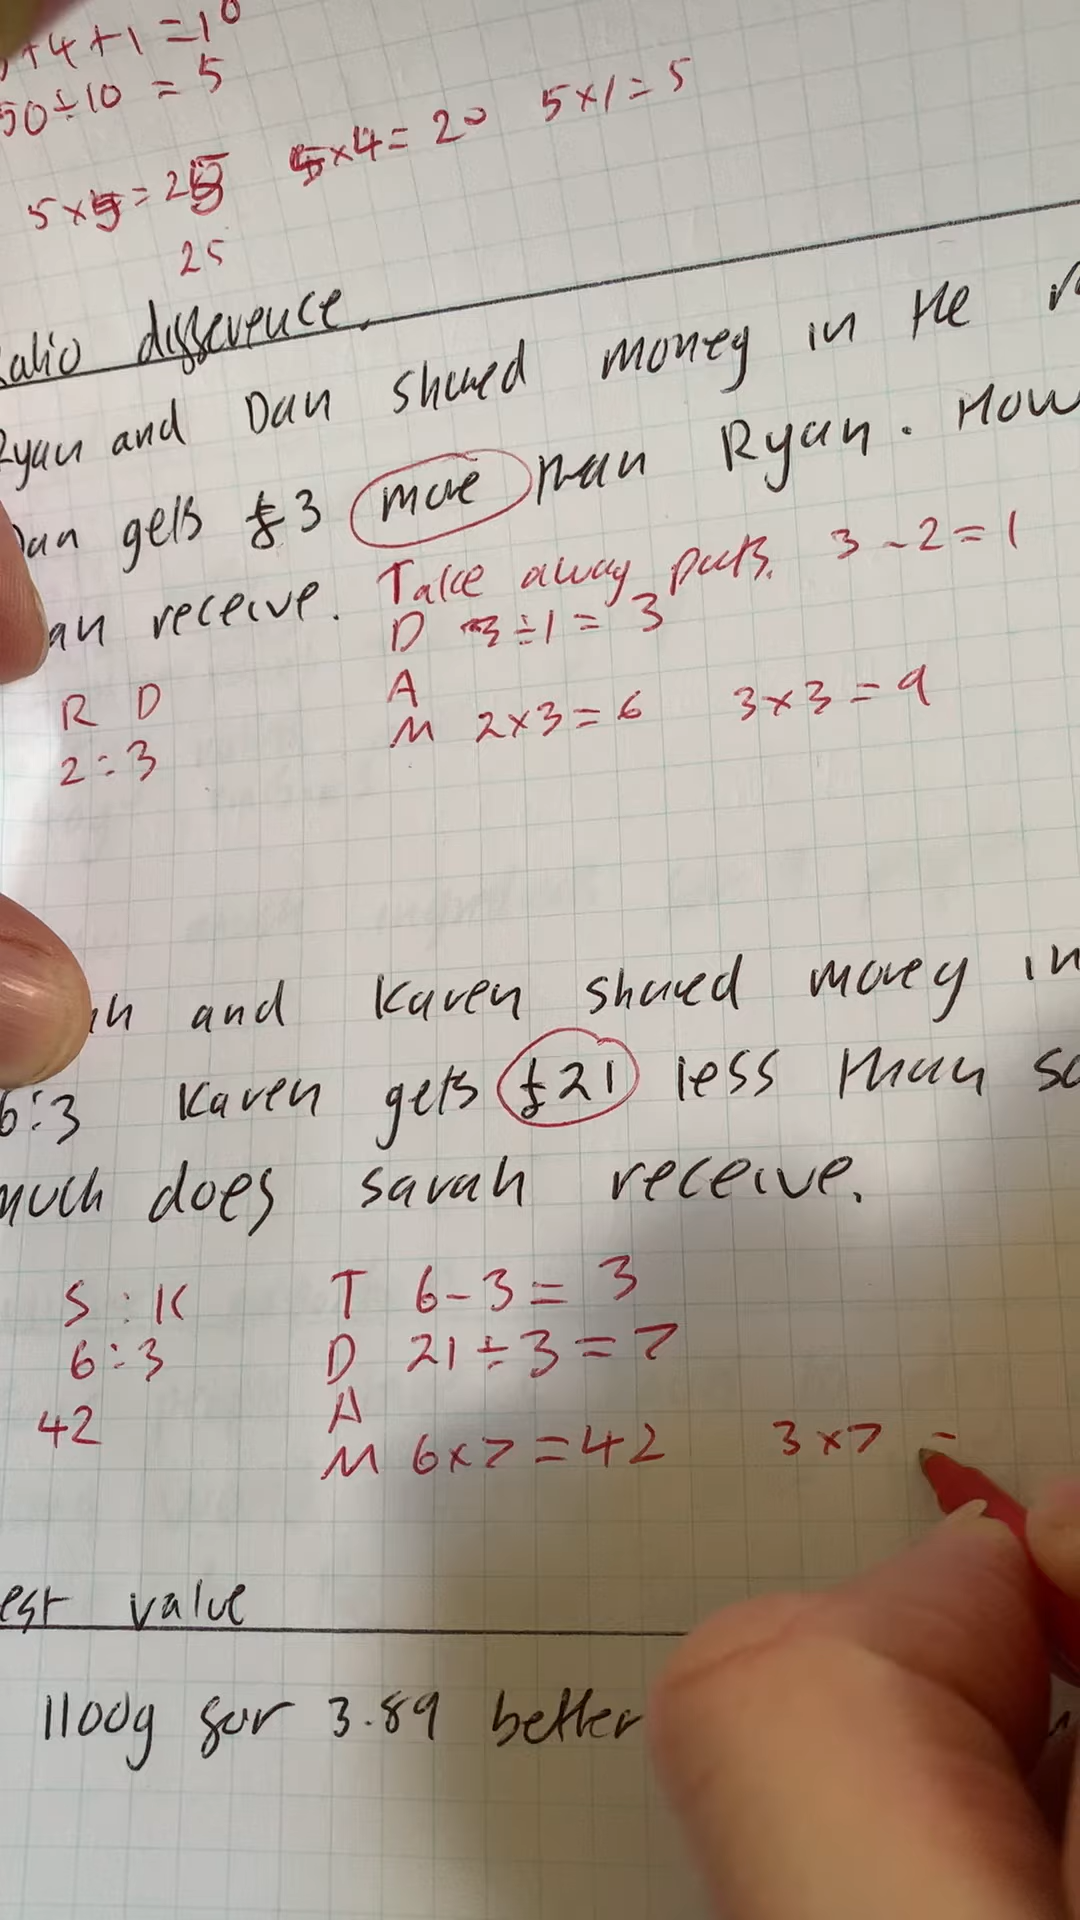 +4+1=10
50÷10 = 5
5×5=25 5×4=20 5×1=5
25
Ratio difference.
Ryan and Dan shared money in the
Dan gets £3 more than Ryan. How
receive. Take away parts. 3-2=1
D 3÷1=3
R D A
2:3 M 2×3=6 3×3=9
and Karen shared money in
6:3 Karen gets £21 less than
much does sarah receive.
S : K T 6-3=3
6:3 D 21÷3=7
42 A
M 6×7=42 3×7 =
value
1100g for 3.89 better